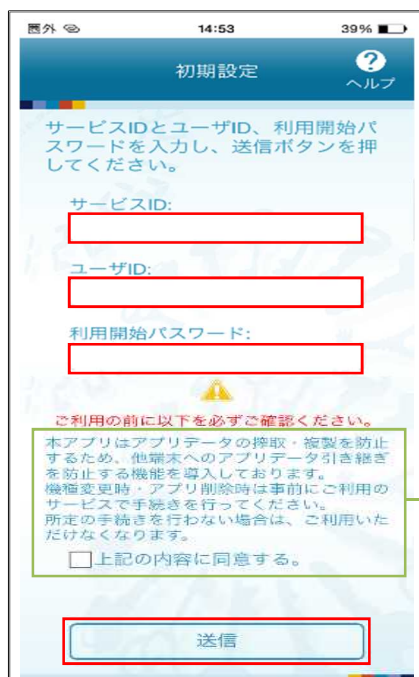 圏外
14:53
39%
初期設定
?
ヘルプ
サービスIDとユーザID、利用開始パ
スワードを入力し、送信ボタンを押
してください。
サービスID:
ユーザID:
利用開始パスワード:
ご利用の前に以下を必ずご確認ください。
本アプリはアプリデータの搾取・複製を防止
するため、他端末へのアプリデータ引き継ぎ
を防止する機能を導入しております。
機種変更時・アプリ削除時は事前にご利用の
サービスで手続きを行ってください。
所定の手続きを行わない場合は、ご利用いた
だけなくなります。
上記の内容に同意する。
送信